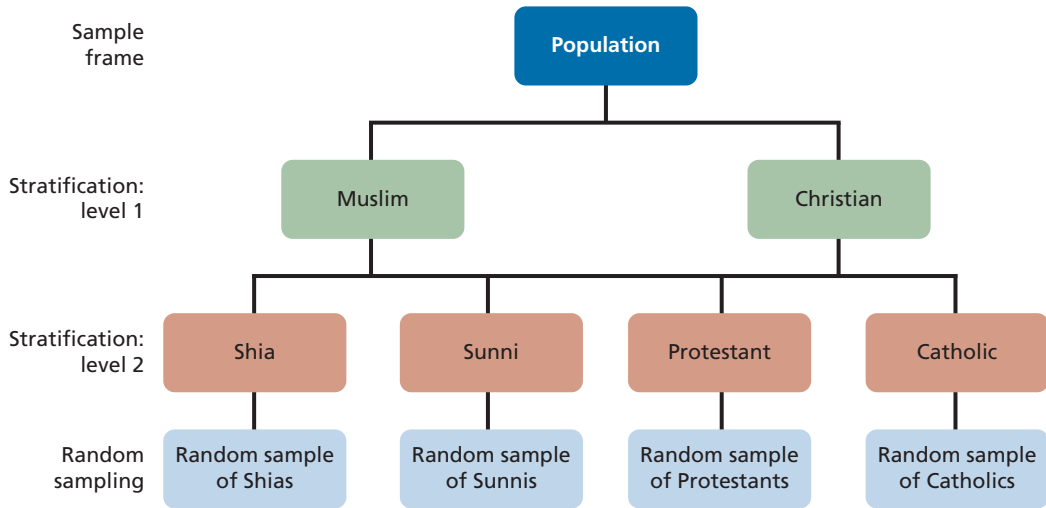 Sample
frame
Population
Stratification:
level 1
Muslim
Christian
Stratification:
level 2
Shia
Sunni
Protestant
Catholic
Random
sampling
Random sample
of Shias
Random sample
of Sunnis
Random sample
of Protestants
Random sample
of Catholics